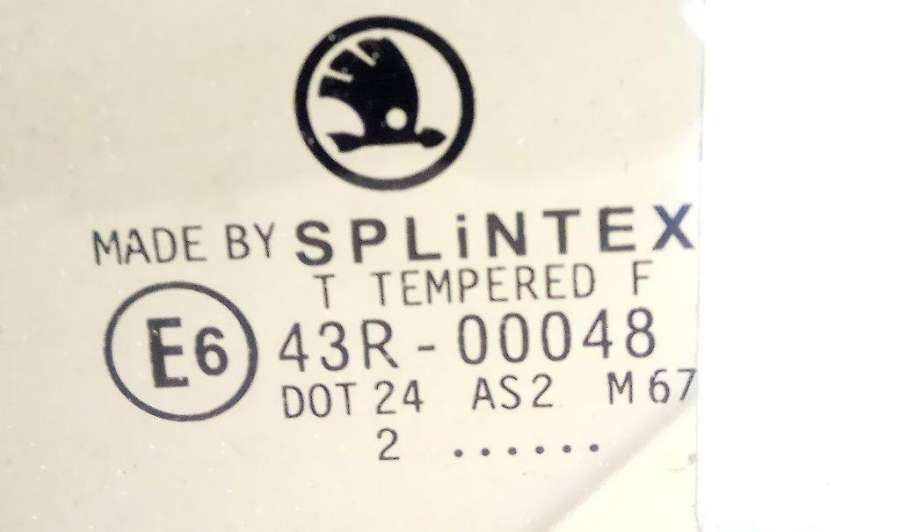 MADE BY SPLiNTEX
T TEMPERED F
E6 43R-00048
DOT 24 AS2 M67
2 ......